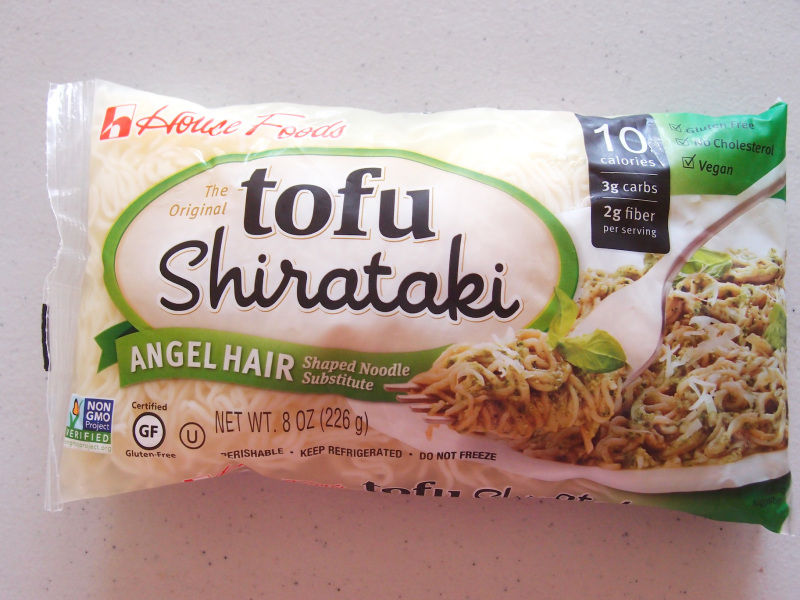 House Foods
The
Original
tofu
Shirataki
ANGEL HAIR
Shaped Noodle
Substitute
10
calories
3g carbs
2g fiber
per serving
Gluten Free
No Cholesterol
Vegan
NON
GMO
Project
VERIFIED
Certified
GF
Gluten-Free
U
NET WT. 8 OZ (226 g)
PERISHABLE • KEEP REFRIGERATED • DO NOT FREEZE
tofu Shirataki